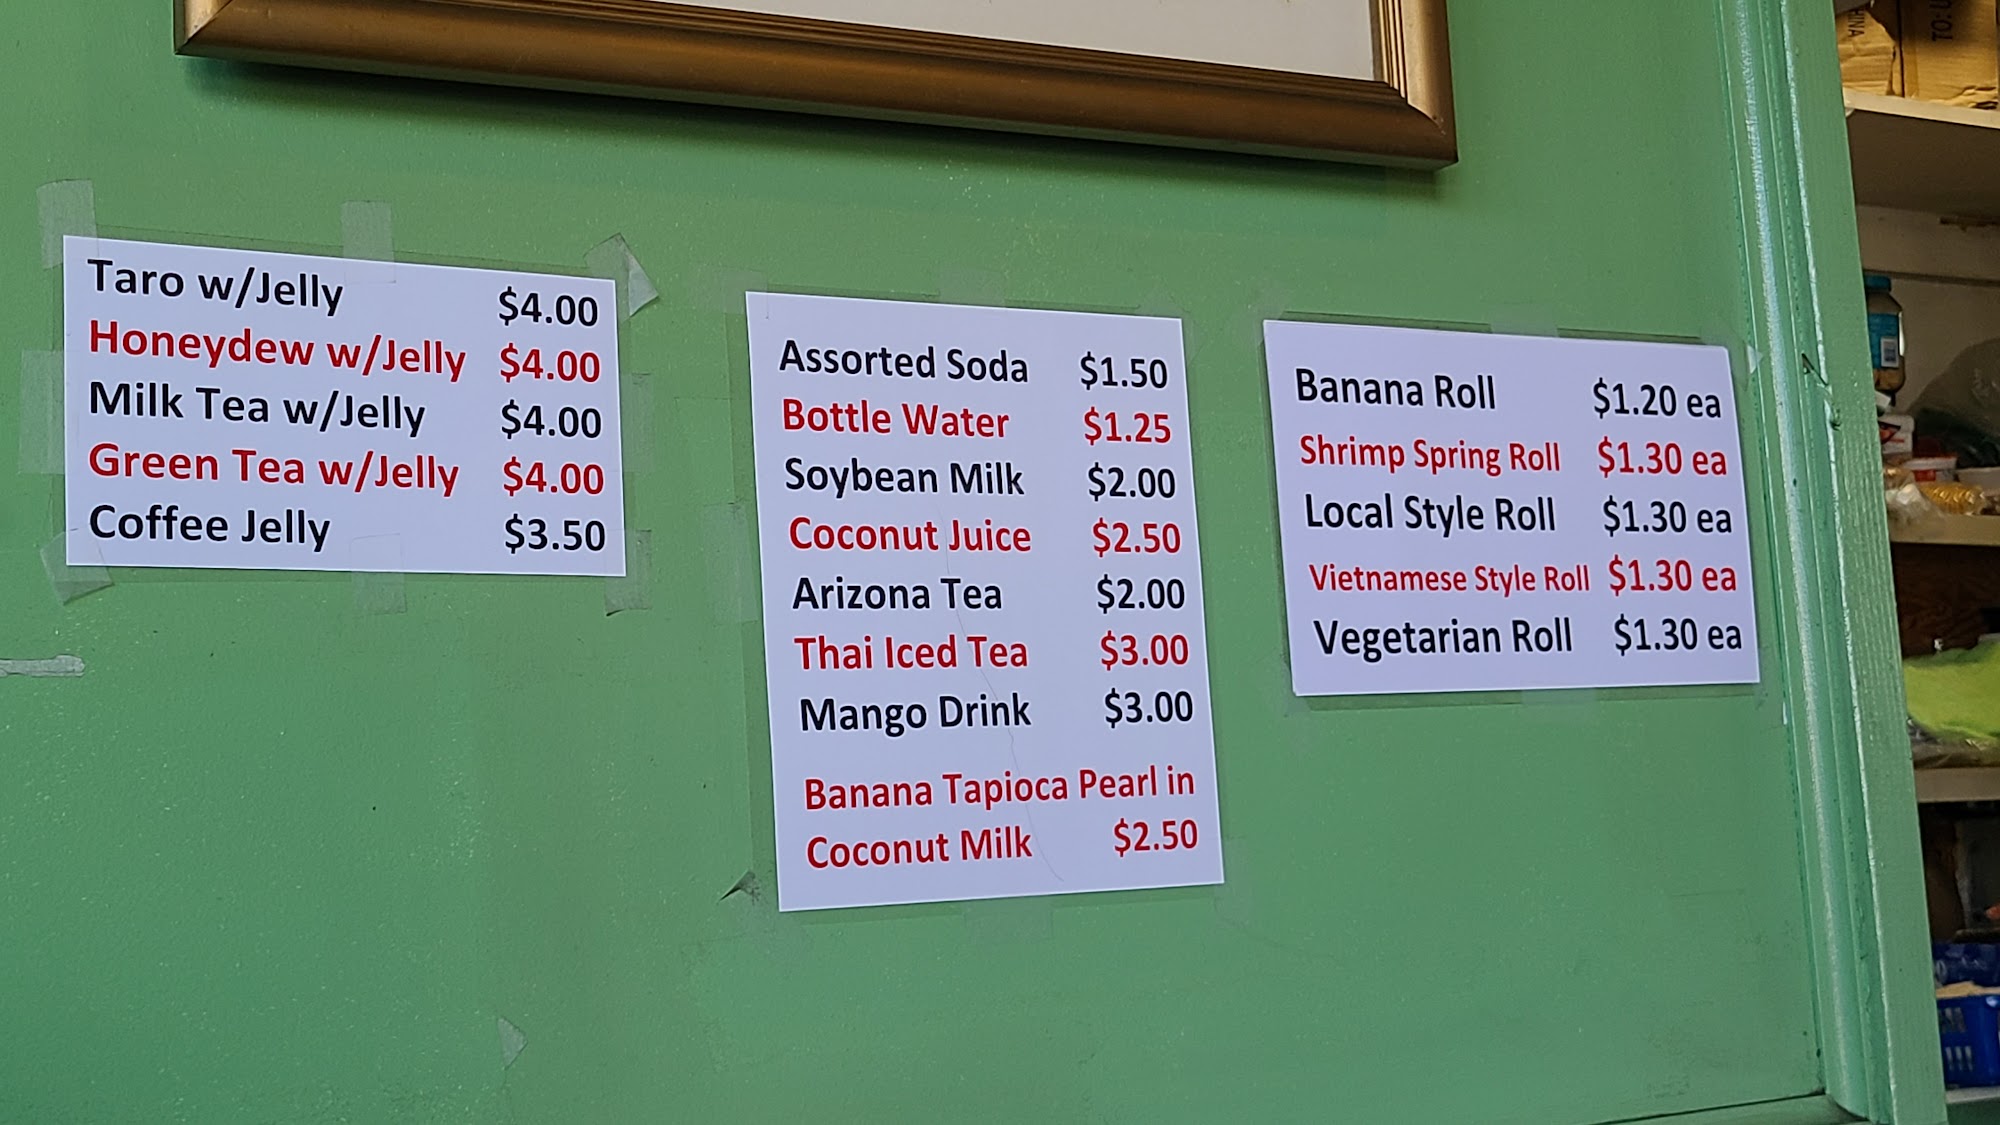 Taro w/Jelly $4.00
Honeydew w/Jelly $4.00
Milk Tea w/Jelly $4.00
Green Tea w/Jelly $4.00
Coffee Jelly $3.50
Assorted Soda $1.50
Bottle Water $1.25
Soybean Milk $2.00
Coconut Juice $2.50
Arizona Tea $2.00
Thai Iced Tea $3.00
Mango Drink $3.00
Banana Tapioca Pearl in
Coconut Milk $2.50
Banana Roll $1.20 ea
Shrimp Spring Roll $1.30 ea
Local Style Roll $1.30 ea
Vietnamese Style Roll $1.30 ea
Vegetarian Roll $1.30 ea
TO: